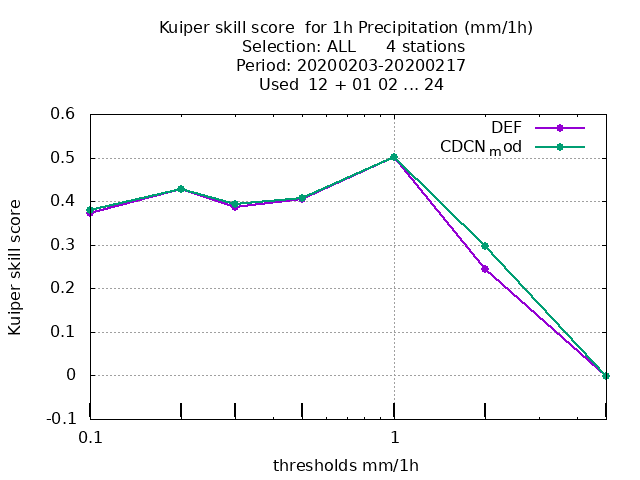 Kuiper skill score  for 1h Precipitation (mm/1h)
Selection: ALL      4 stations
Period: 20200203-20200217
Used  12 + 01 02 ... 24
DEF
CDCN_mod
0.6
0.5
0.4
0.3
0.2
0.1
0
-0.1
Kuiper skill score
0.1
1
thresholds mm/1h